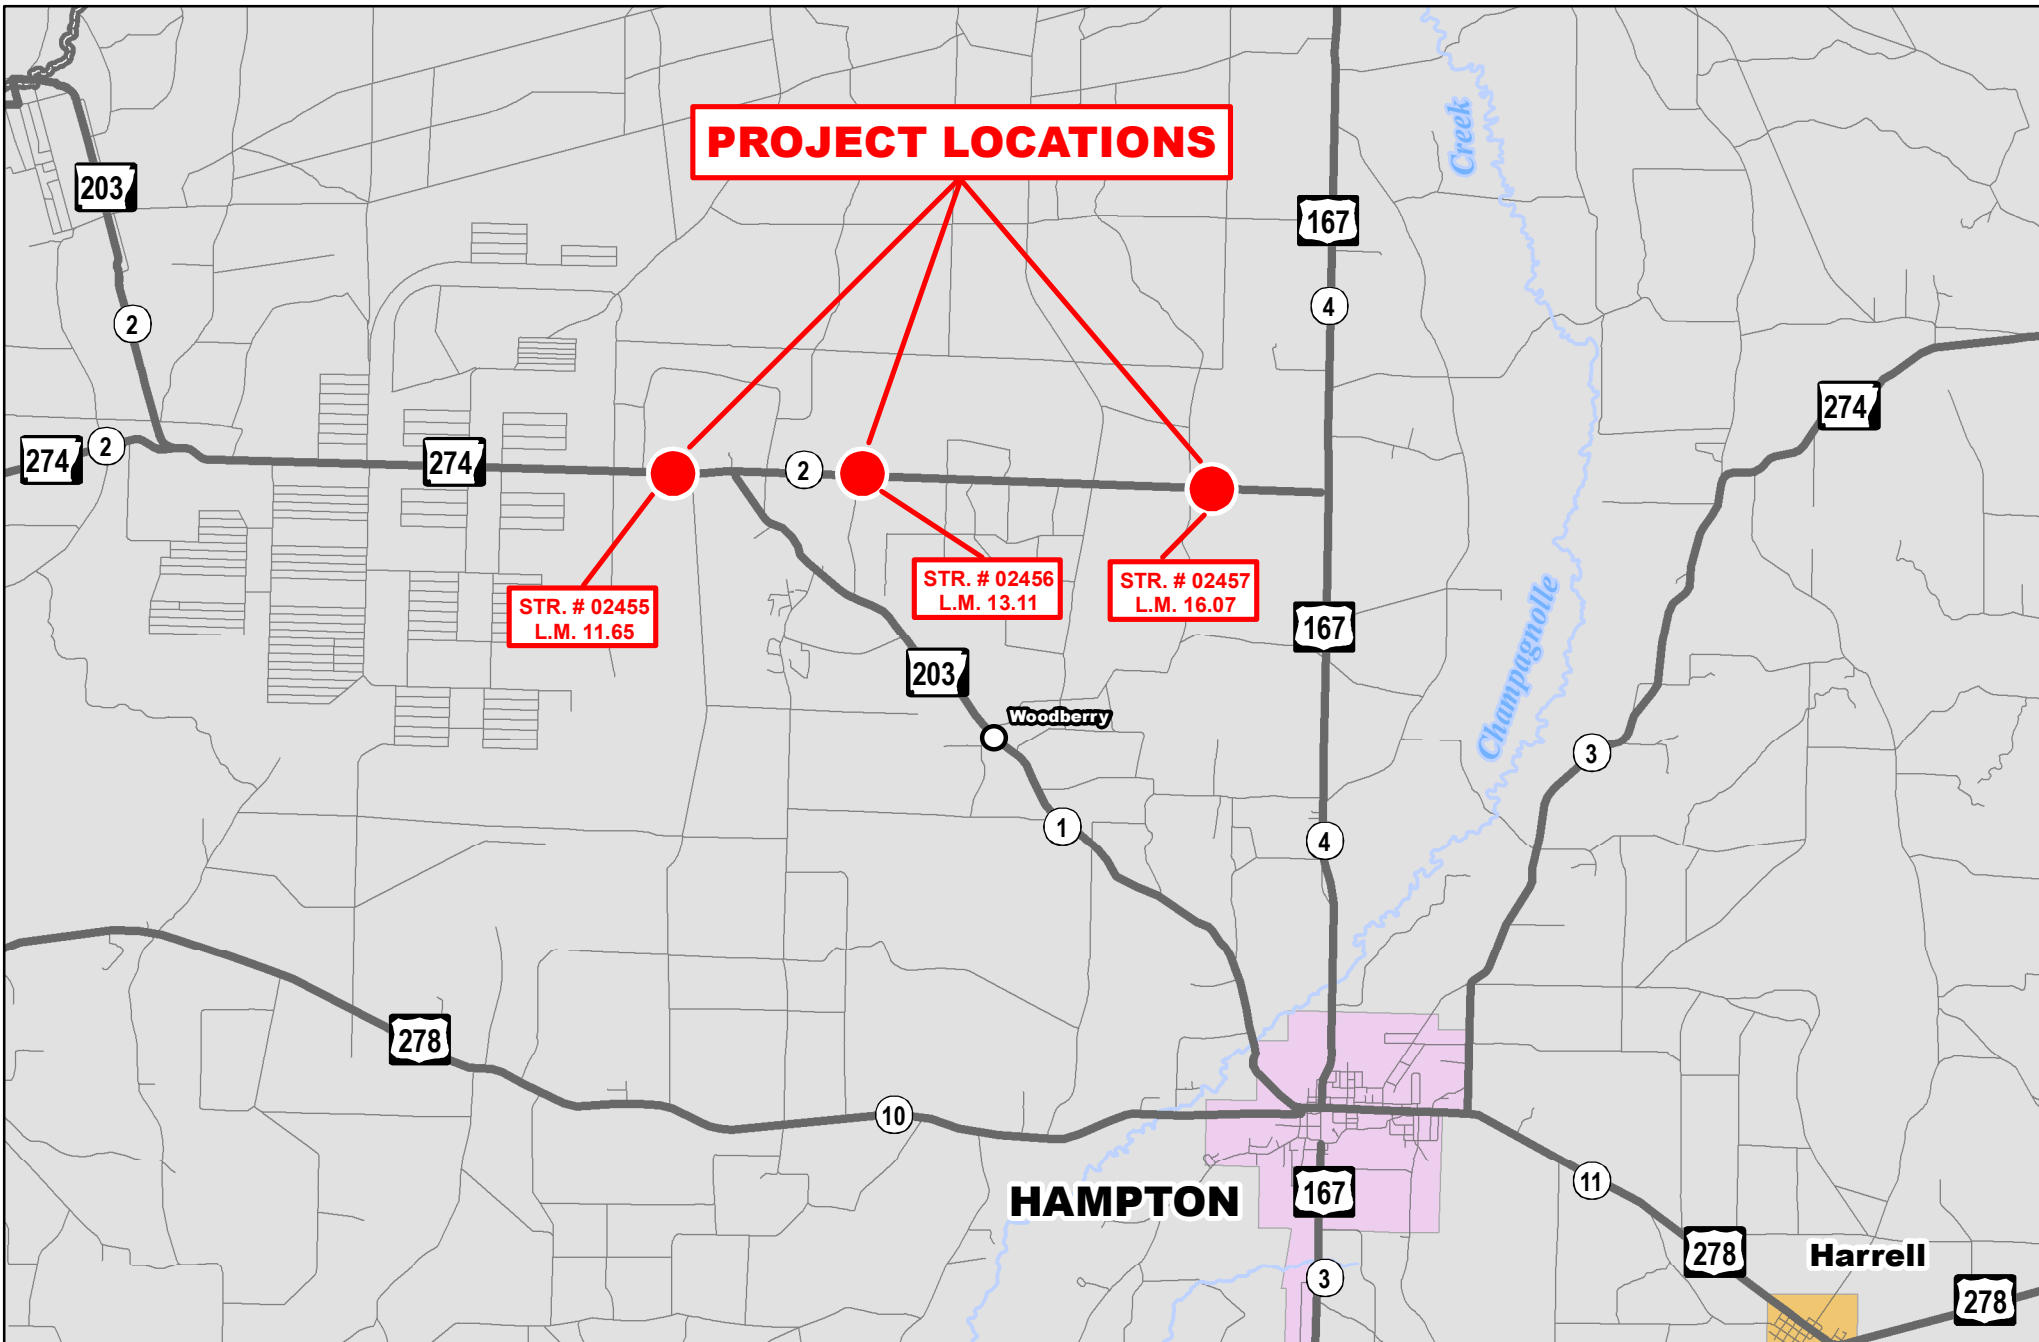 PROJECT LOCATIONS
Creek
203
167
4
2
274
274
2
274
2
STR. # 02455
L.M. 11.65
STR. # 02456
L.M. 13.11
STR. # 02457
L.M. 16.07
167
203
Champagnolle
Woodberry
3
1
4
278
10
HAMPTON
167
11
278
Harrell
3
278